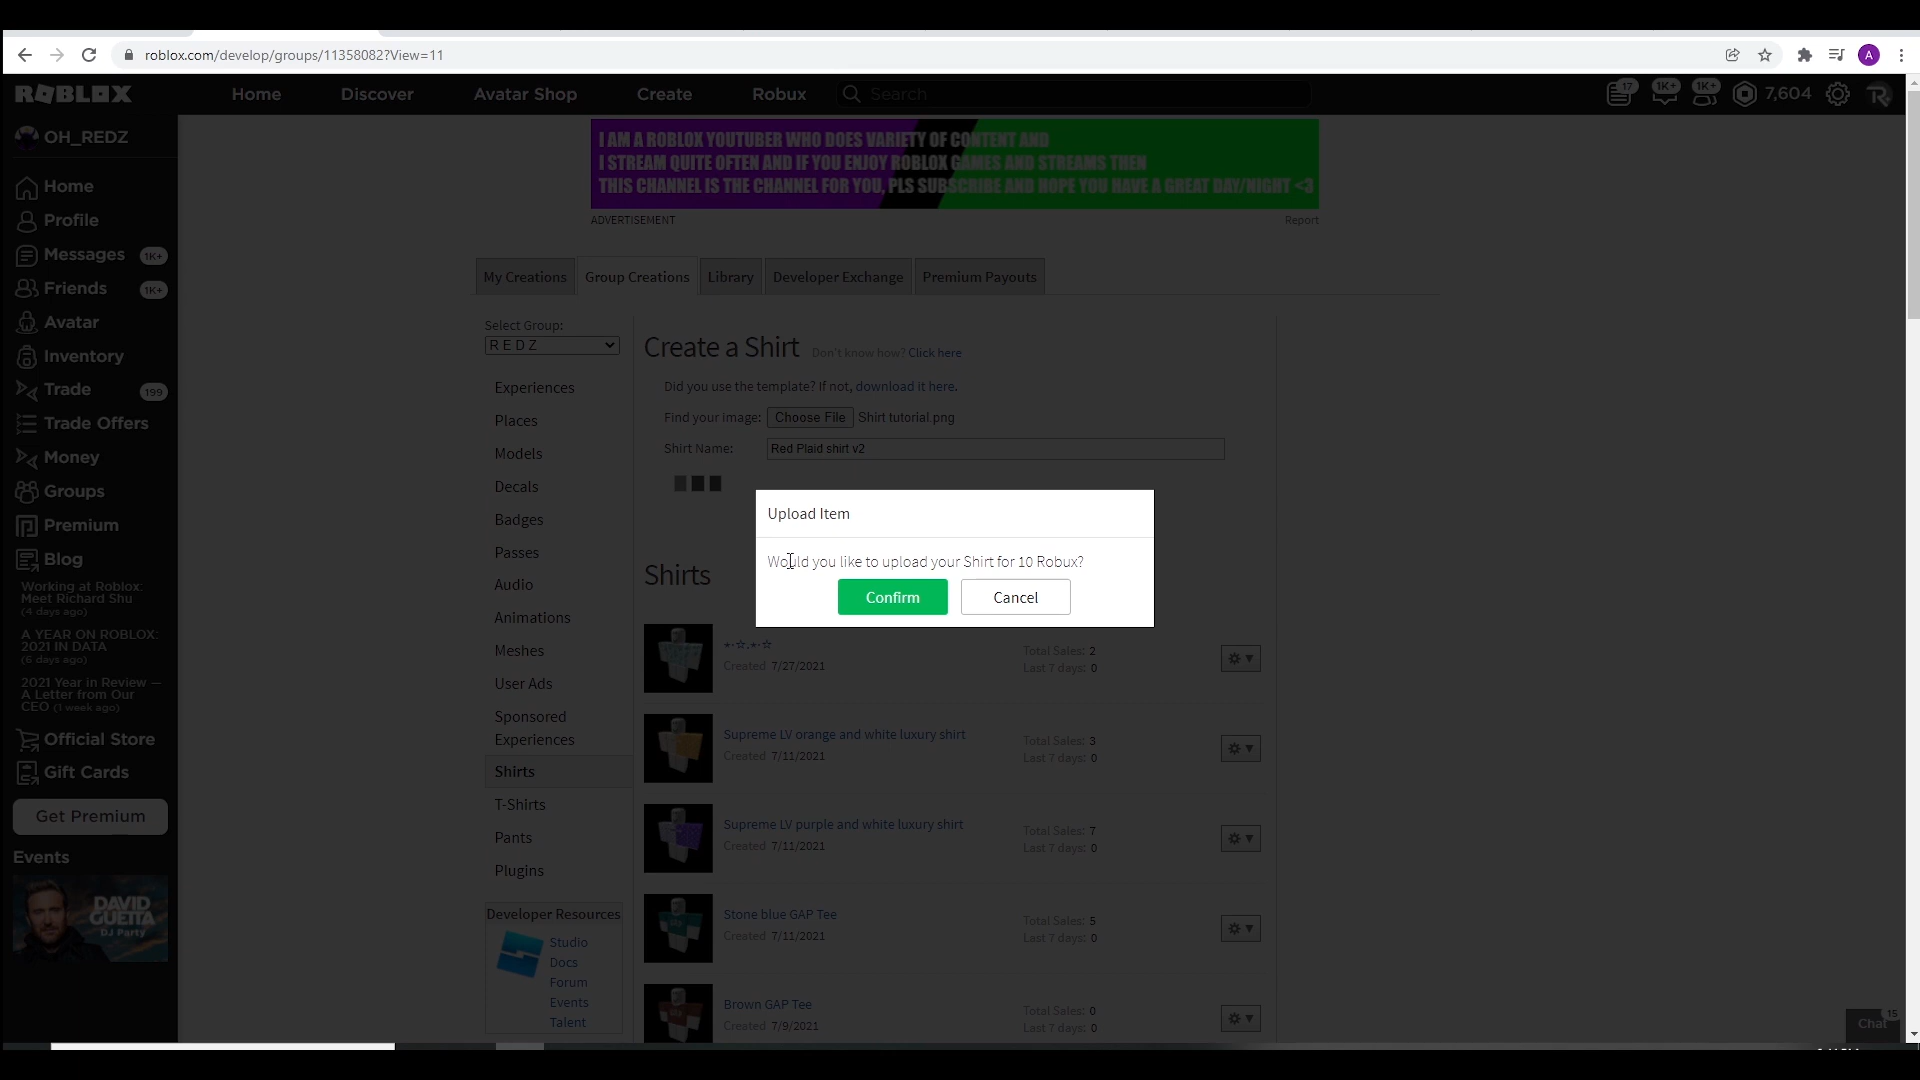 roblox.com/develop/groups/11358082?View=11
A
ROBLOX
Home
Discover
Avatar Shop
Create
Robux
Search
17
1K+
1K+
7,604
OH_REDZ
Home
Profile
Messages 1K+
Friends 1K+
Avatar
Inventory
Trade 199
Trade Offers
Money
Groups
Premium
Blog
Working at Roblox:
Meet Richard Shu
(4 days ago)
A YEAR ON ROBLOX:
2021 IN DATA
(6 days ago)
2021 Year in Review —
A Letter from Our
CEO (1 week ago)
Official Store
Gift Cards
Get Premium
Events
DAVID
GUETTA
DJ Party
I AM A ROBLOX YOUTUBER WHO DOES VARIETY OF CONTENT AND
I STREAM QUITE OFTEN AND IF YOU ENJOY ROBLOX GAMES AND STREAMS THEN
THIS CHANNEL IS THE CHANNEL FOR YOU, PLS SUBSCRIBE AND HOPE YOU HAVE A GREAT DAY/NIGHT <3
ADVERTISEMENT
Report
My Creations
Group Creations
Library
Developer Exchange
Premium Payouts
Select Group:
R E D Z
Experiences
Places
Models
Decals
Badges
Passes
Audio
Animations
Meshes
User Ads
Sponsored
Experiences
Shirts
T-Shirts
Pants
Plugins
Developer Resources
Studio
Docs
Forum
Events
Talent
Create a Shirt Don't know how? Click here
Did you use the template? If not, download it here.
Find your image: Choose File Shirt tutorial png
Shirt Name: Red Plaid shirt v2
Upload Item
Would you like to upload your Shirt for 10 Robux?
Confirm
Cancel
Shirts
⋆·☆.⋆·☆
Created 7/27/2021
Total Sales: 2
Last 7 days: 0
Supreme LV orange and white luxury shirt
Created 7/11/2021
Total Sales: 3
Last 7 days: 0
Supreme LV purple and white luxury shirt
Created 7/11/2021
Total Sales: 7
Last 7 days: 0
Stone blue GAP Tee
Created 7/11/2021
Total Sales: 5
Last 7 days: 0
Brown GAP Tee
Created 7/9/2021
Total Sales: 0
Last 7 days: 0
Chat
15